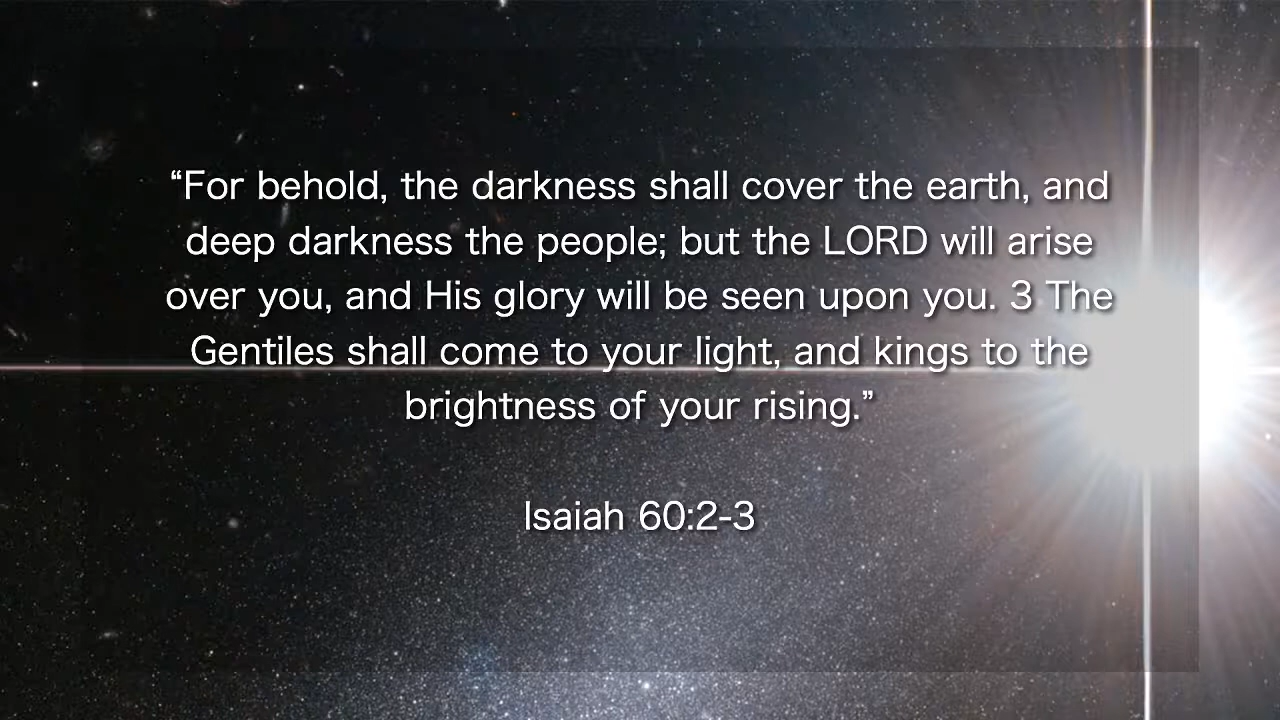 “For behold, the darkness shall cover the earth, and
deep darkness the people; but the LORD will arise
over you, and His glory will be seen upon you. 3 The
Gentiles shall come to your light, and kings to the
brightness of your rising.”
Isaiah 60:2-3